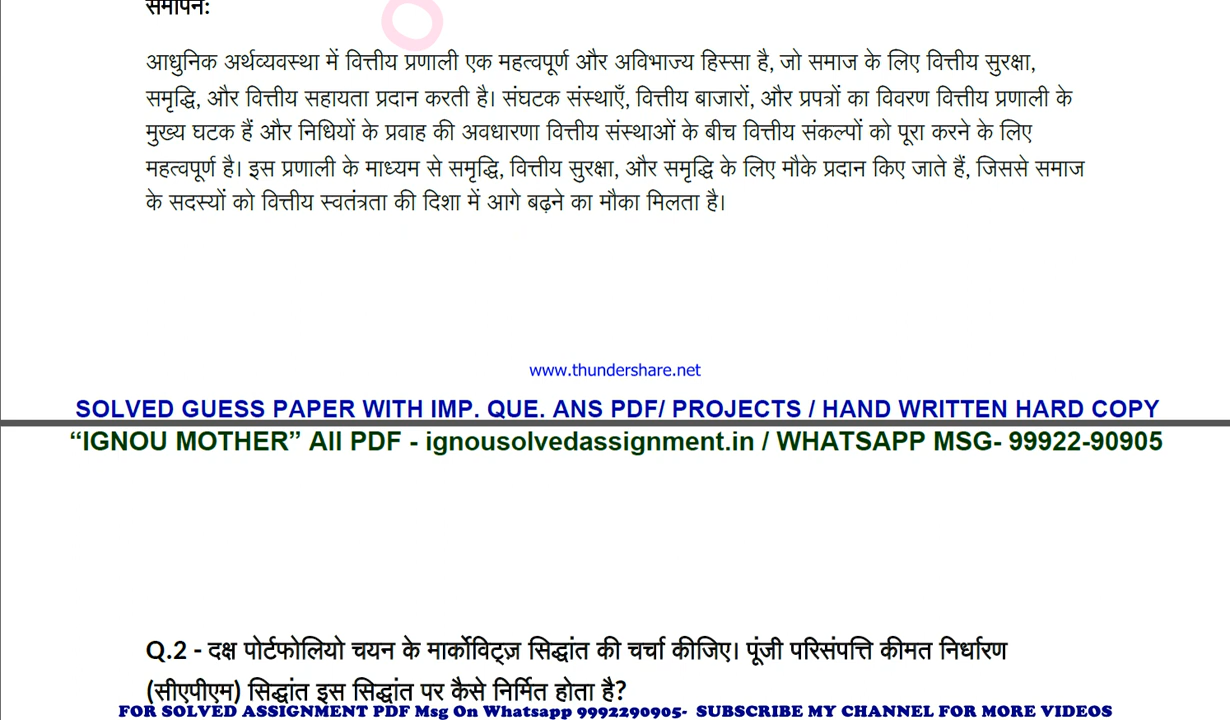 समापन:
आधुनिक अर्थव्यवस्था में वित्तीय प्रणाली एक महत्वपूर्ण और अविभाज्य हिस्सा है, जो समाज के लिए वित्तीय सुरक्षा,
समृद्धि, और वित्तीय सहायता प्रदान करती है। संघटक संस्थाएँ, वित्तीय बाजारों, और प्रपत्रों का विवरण वित्तीय प्रणाली के
मुख्य घटक हैं और निधियों के प्रवाह की अवधारणा वित्तीय संस्थाओं के बीच वित्तीय संकल्पों को पूरा करने के लिए
महत्वपूर्ण है। इस प्रणाली के माध्यम से समृद्धि, वित्तीय सुरक्षा, और समृद्धि के लिए मौके प्रदान किए जाते हैं, जिससे समाज
के सदस्यों को वित्तीय स्वतंत्रता की दिशा में आगे बढ़ने का मौका मिलता है।
www.thundershare.net
SOLVED GUESS PAPER WITH IMP. QUE. ANS PDF/ PROJECTS / HAND WRITTEN HARD COPY
“IGNOU MOTHER” All PDF - ignousolvedassignment.in / WHATSAPP MSG- 99922-90905
Q.2 - दक्ष पोर्टफोलियो चयन के मार्कोविट्ज़ सिद्धांत की चर्चा कीजिए। पूंजी परिसंपत्ति कीमत निर्धारण
(सीएपीएम) सिद्धांत इस सिद्धांत पर कैसे निर्मित होता है?
FOR SOLVED ASSIGNMENT PDF Msg On Whatsapp 9992290905- SUBSCRIBE MY CHANNEL FOR MORE VIDEOS